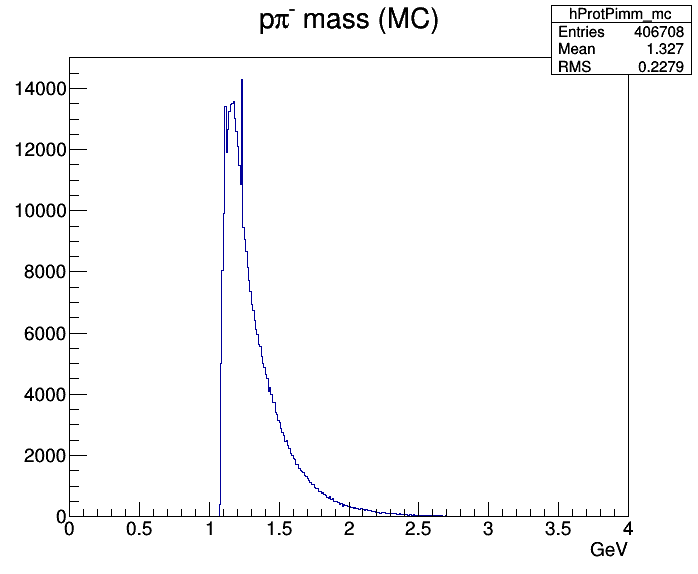 pπ⁻ mass (MC)
hProtPimm_mc
Entries 406708
Mean 1.327
RMS 0.2279
14000
12000
10000
8000
6000
4000
2000
0
0 0.5 1 1.5 2 2.5 3 3.5 4
GeV